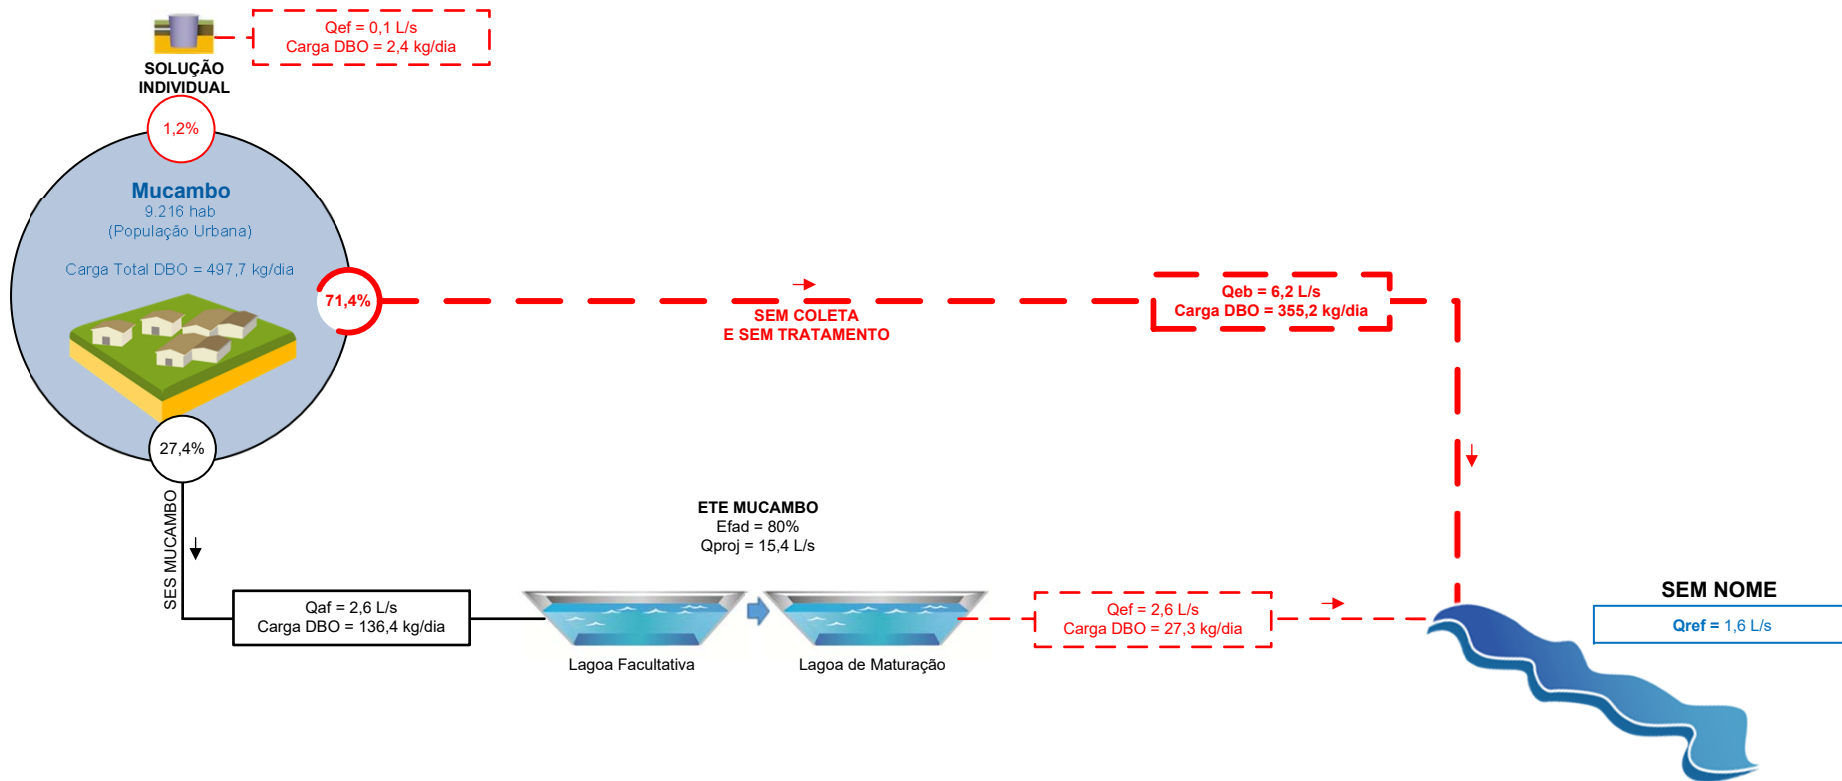 Qef = 0,1 L/s
Carga DBO = 2,4 kg/dia
SOLUÇÃO
INDIVIDUAL
1,2%
Mucambo
9.216 hab
(População Urbana)
Carga Total DBO = 497,7 kg/dia
71,4%
SEM COLETA
E SEM TRATAMENTO
Qeb = 6,2 L/s
Carga DBO = 355,2 kg/dia
27,4%
SES MUCAMBO
Qaf = 2,6 L/s
Carga DBO = 136,4 kg/dia
ETE MUCAMBO
Efad = 80%
Qproj = 15,4 L/s
Lagoa Facultativa
Lagoa de Maturação
Qef = 2,6 L/s
Carga DBO = 27,3 kg/dia
SEM NOME
Qref = 1,6 L/s